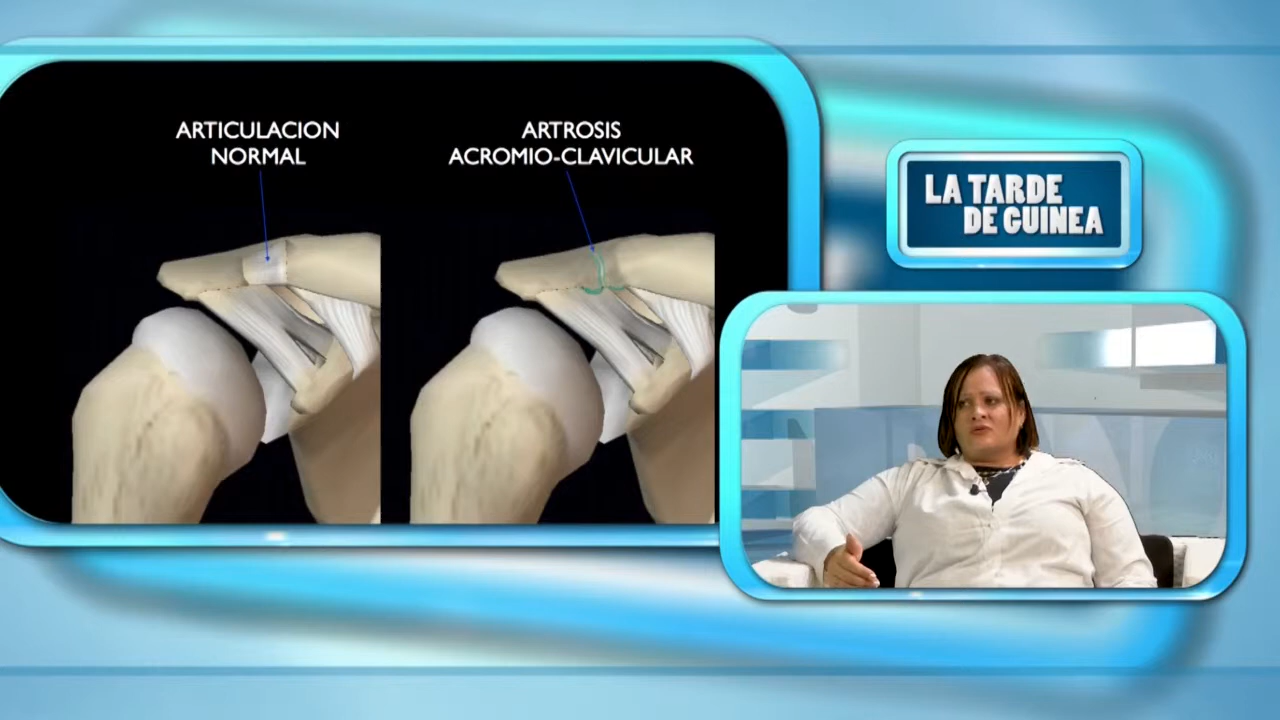 ARTICULACION
NORMAL
ARTROSIS
ACROMIO-CLAVICULAR
LA TARDE
DE GUINEA